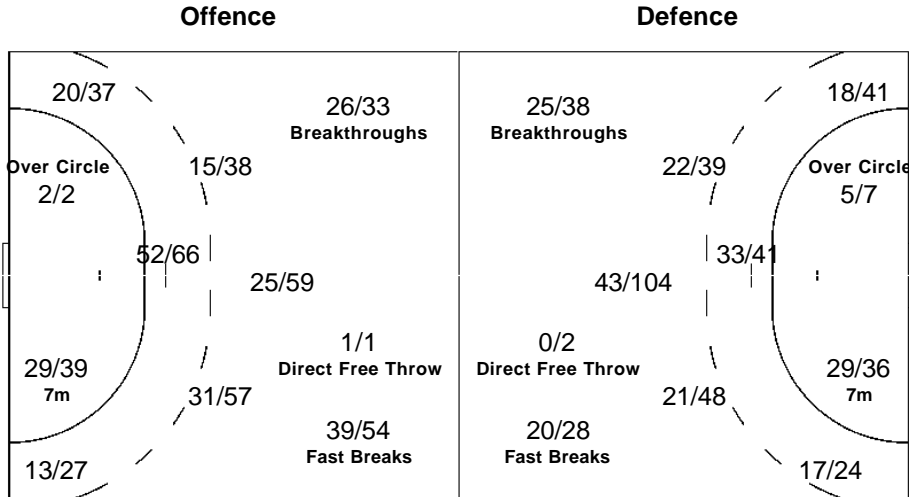 Offence Defence
20/37 26/33 25/38 18/41
Breakthroughs Breakthroughs
Over Circle 15/38 22/39 Over Circle
2/2 5/7
52/66 33/41
25/59 43/104
1/1 0/2
29/39 Direct Free Throw Direct Free Throw 29/36
7m 31/57 21/48 7m
39/54 20/28
13/27 Fast Breaks Fast Breaks 17/24